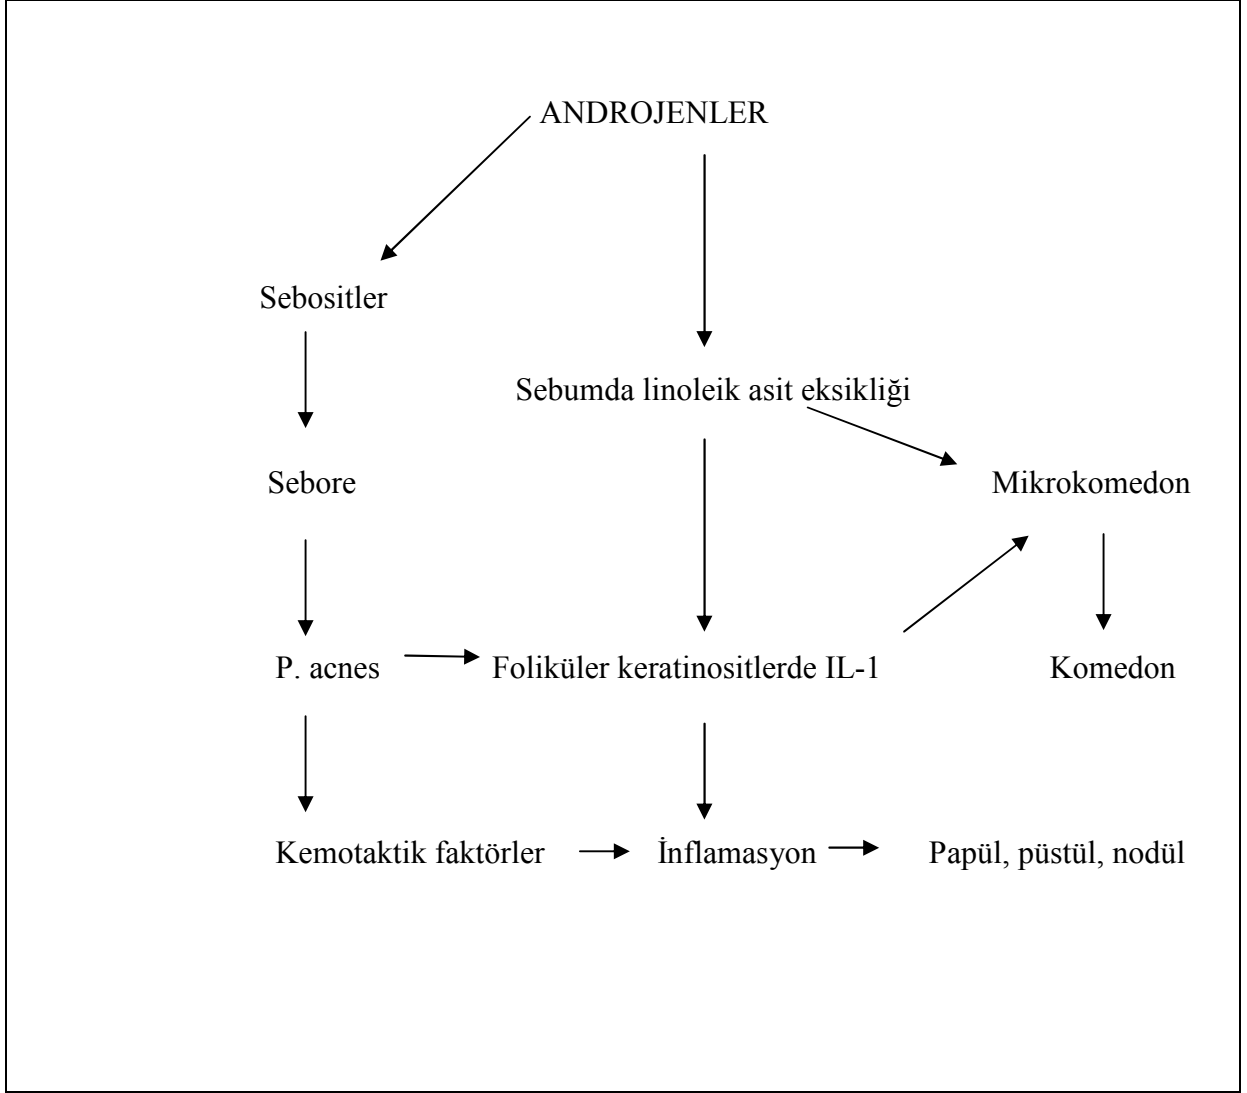 ANDROJENLER
Sebositler
Sebumda linoleik asit eksikliği
Sebore
Mikrokomedon
P. acnes
Foliküler keratinositlerde IL-1
Komedon
Kemotaktik faktörler
İnflamasyon
Papül, püstül, nodül